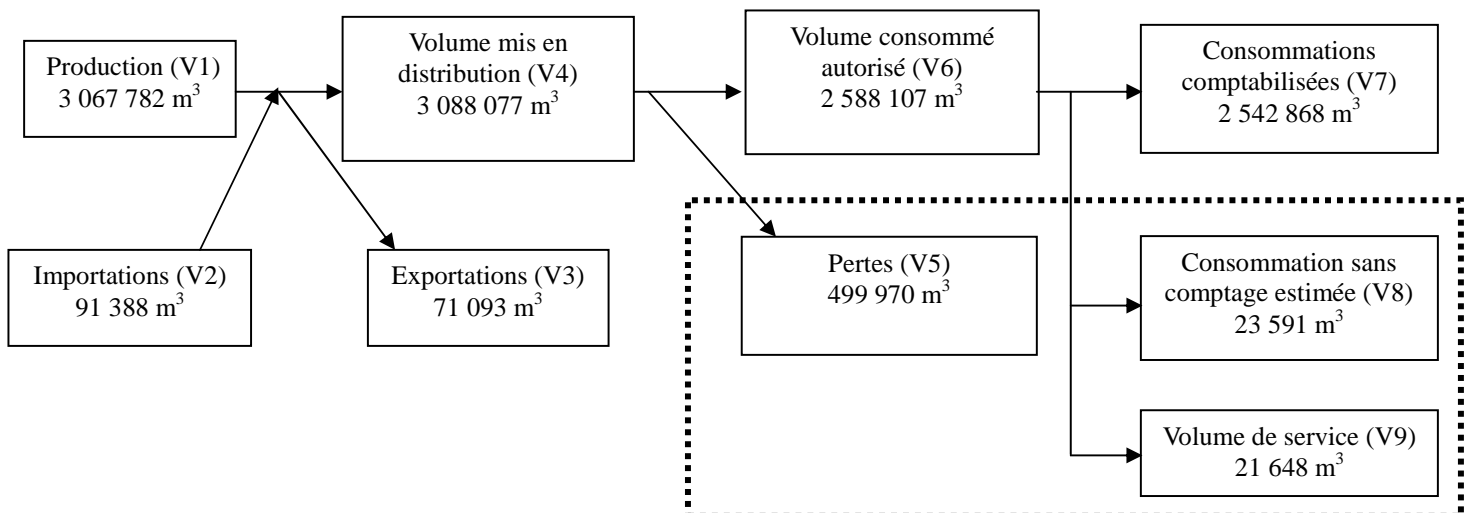 Production (V1)
3 067 782 m³
Volume mis en
distribution (V4)
3 088 077 m³
Volume consommé
autorisé (V6)
2 588 107 m³
Consommations
comptabilisées (V7)
2 542 868 m³
Importations (V2)
91 388 m³
Exportations (V3)
71 093 m³
Pertes (V5)
499 970 m³
Consommation sans
comptage estimée (V8)
23 591 m³
Volume de service (V9)
21 648 m³